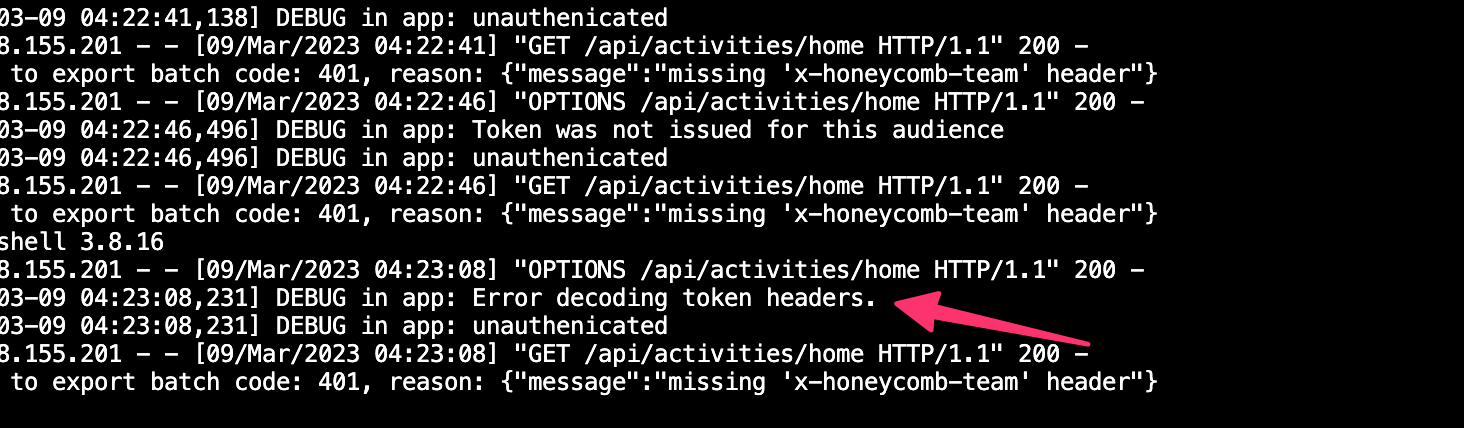 03-09 04:22:41,138] DEBUG in app: unauthenicated
8.155.201 - - [09/Mar/2023 04:22:41] "GET /api/activities/home HTTP/1.1" 200 -
to export batch code: 401, reason: {"message":"missing 'x-honeycomb-team' header"}
8.155.201 - - [09/Mar/2023 04:22:46] "OPTIONS /api/activities/home HTTP/1.1" 200 -
03-09 04:22:46,496] DEBUG in app: Token was not issued for this audience
03-09 04:22:46,496] DEBUG in app: unauthenicated
8.155.201 - - [09/Mar/2023 04:22:46] "GET /api/activities/home HTTP/1.1" 200 -
to export batch code: 401, reason: {"message":"missing 'x-honeycomb-team' header"}
shell 3.8.16
8.155.201 - - [09/Mar/2023 04:23:08] "OPTIONS /api/activities/home HTTP/1.1" 200 -
03-09 04:23:08,231] DEBUG in app: Error decoding token headers.
03-09 04:23:08,231] DEBUG in app: unauthenicated
8.155.201 - - [09/Mar/2023 04:23:08] "GET /api/activities/home HTTP/1.1" 200 -
to export batch code: 401, reason: {"message":"missing 'x-honeycomb-team' header"}